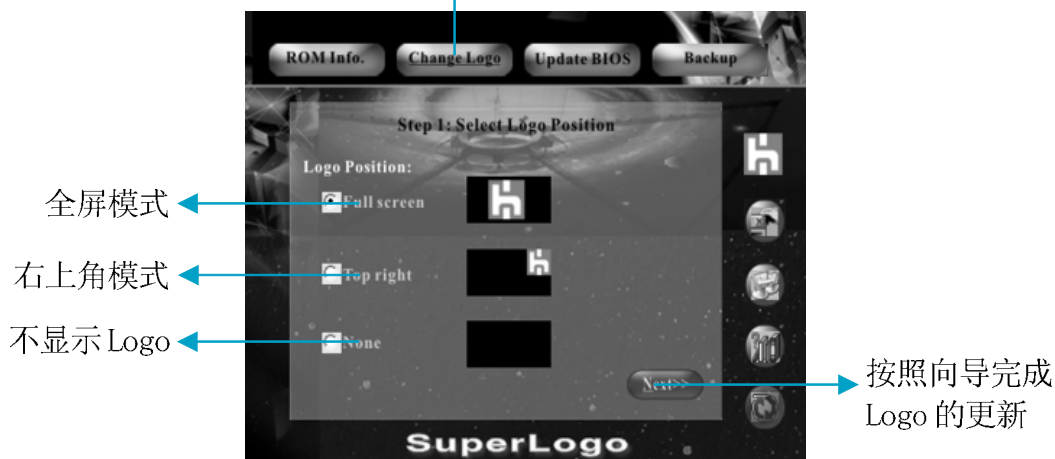 ROM Info.
Change Logo
Update BIOS
Backup
Step 1: Select Logo Position
Logo Position:
全屏模式
Full screen
右上角模式
Top right
不显示 Logo
None
Next>>
按照向导完成
Logo 的更新
SuperLogo